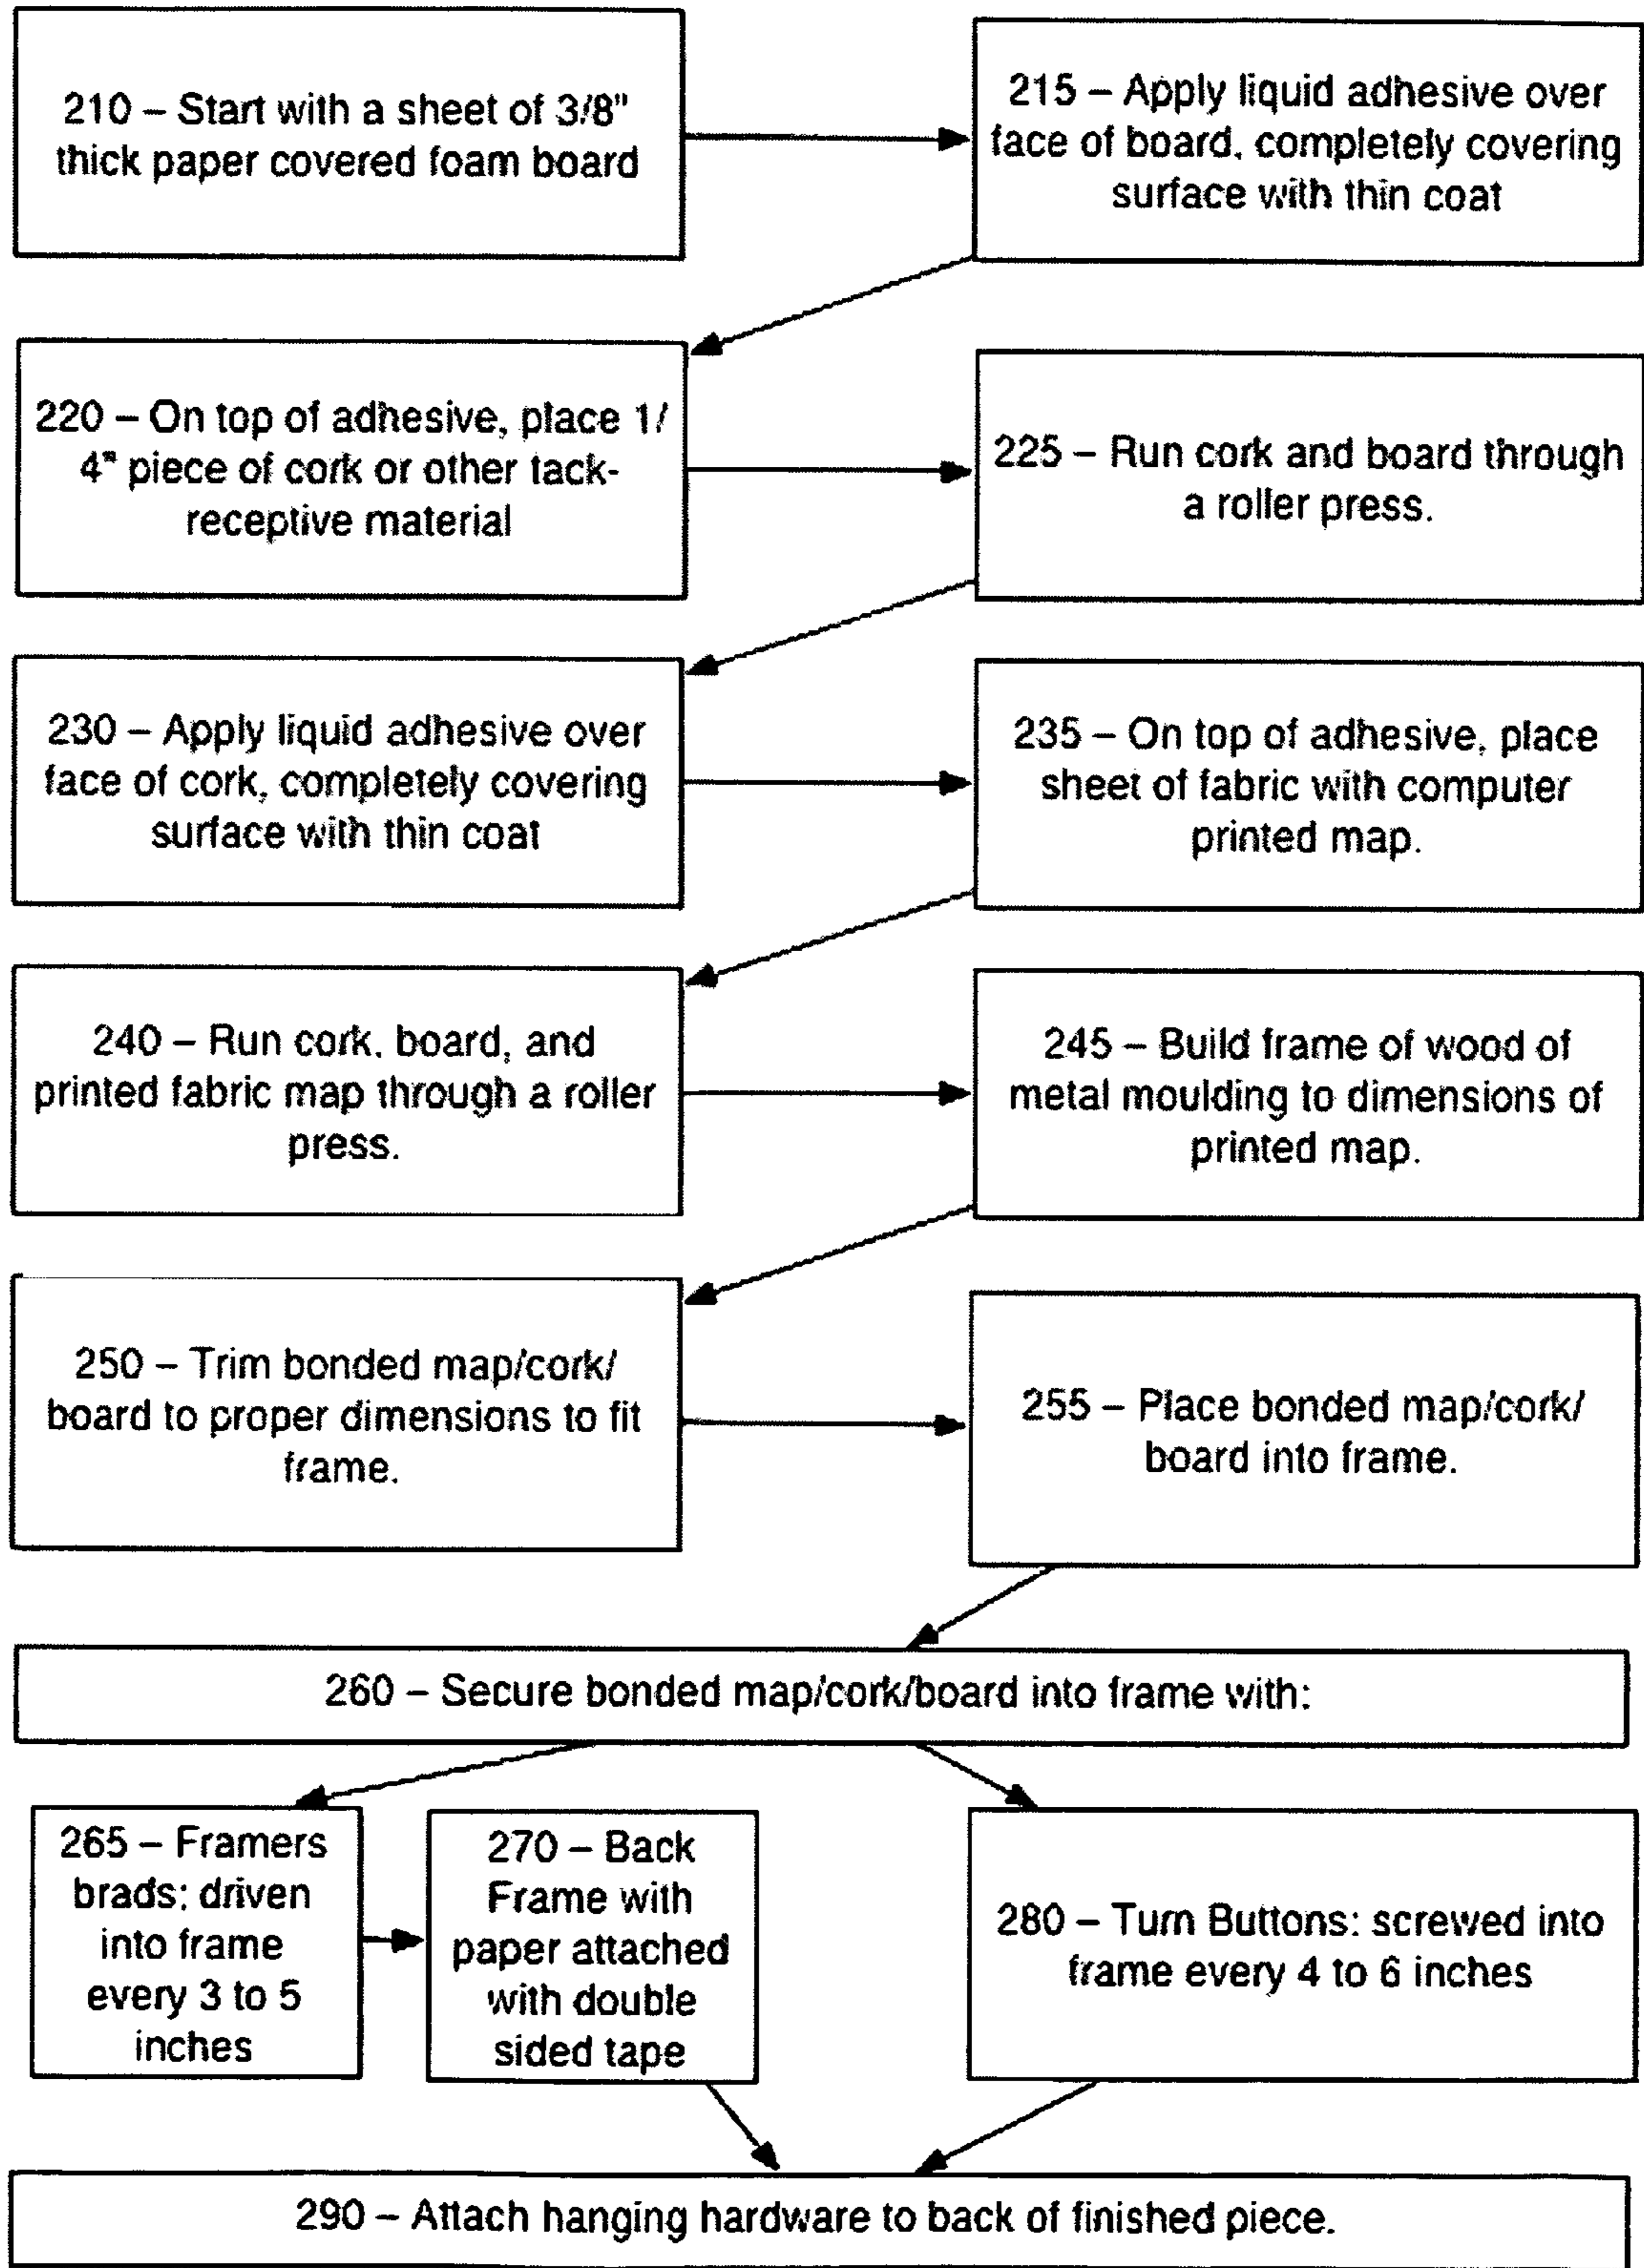 210 – Start with a sheet of 3/8"
thick paper covered foam board
215 – Apply liquid adhesive over
face of board, completely covering
surface with thin coat
220 – On top of adhesive, place 1/
4" piece of cork or other tack-
receptive material
225 – Run cork and board through
a roller press.
230 – Apply liquid adhesive over
face of cork, completely covering
surface with thin coat
235 – On top of adhesive, place
sheet of fabric with computer
printed map.
240 – Run cork, board, and
printed fabric map through a roller
press.
245 – Build frame of wood of
metal moulding to dimensions of
printed map.
250 – Trim bonded map/cork/
board to proper dimensions to fit
frame.
255 – Place bonded map/cork/
board into frame.
260 – Secure bonded map/cork/board into frame with:
265 – Framers
brads: driven
into frame
every 3 to 5
inches
270 – Back
Frame with
paper attached
with double
sided tape
280 – Turn Buttons: screwed into
frame every 4 to 6 inches
290 – Attach hanging hardware to back of finished piece.